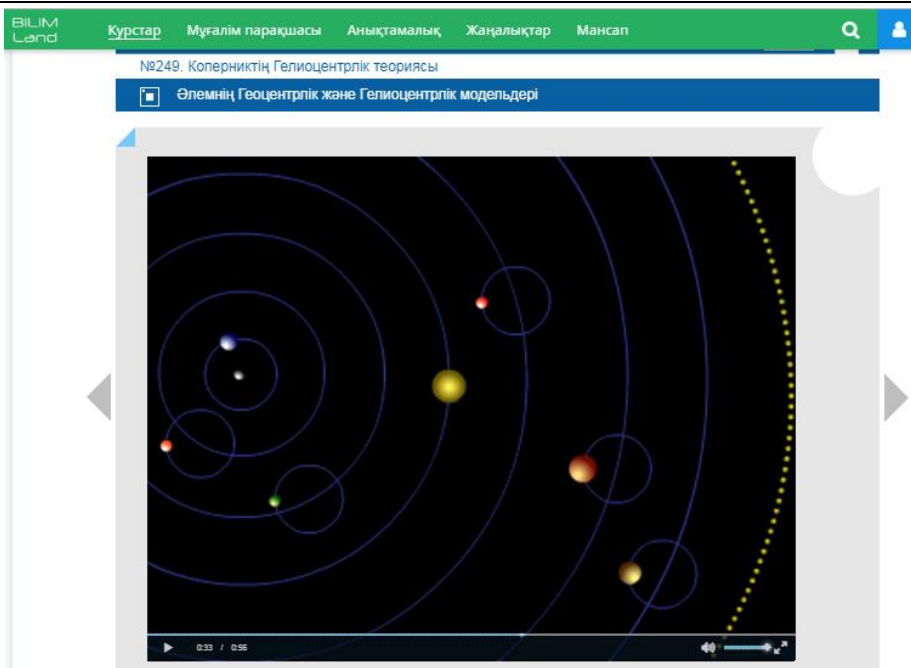 BILIM
Land
Курстар Мұғалім парақшасы Анықтамалық Жаңалықтар Мансап
№249. Коперниктің Гелиоцентрлік теориясы
Әлемнің Геоцентрлік және Гелиоцентрлік модельдері
0:33 / 0:56